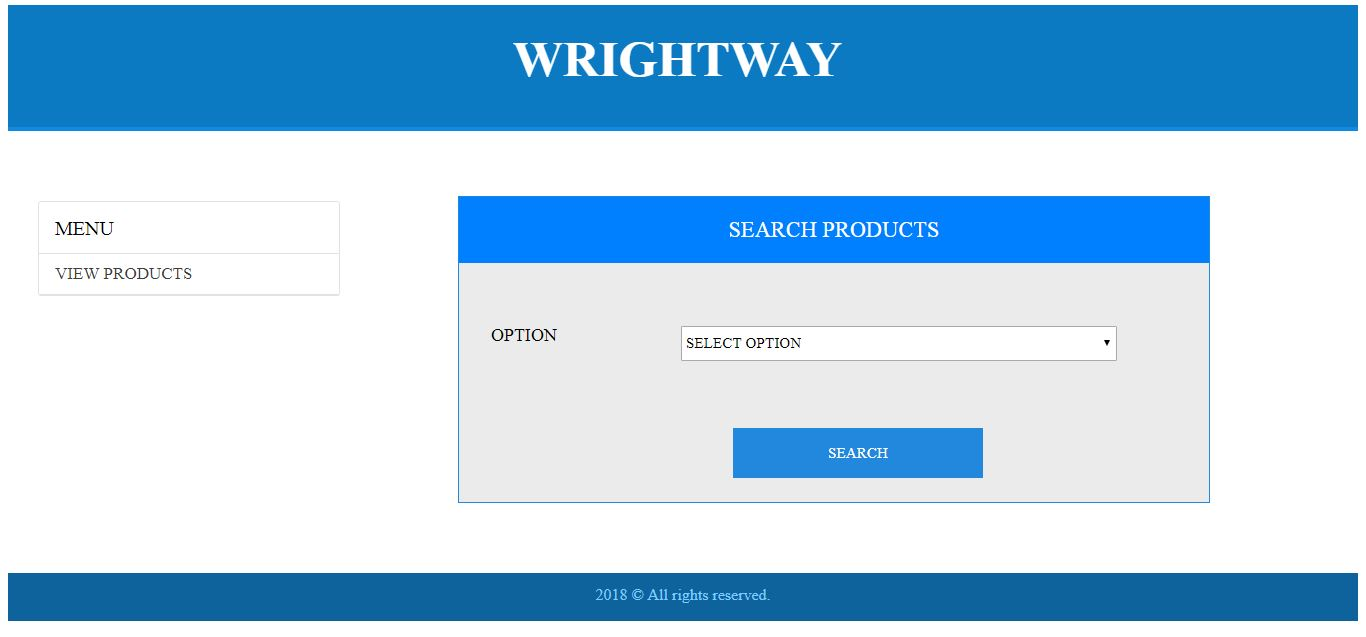 WRIGHTWAY
MENU
VIEW PRODUCTS
SEARCH PRODUCTS
OPTION
SELECT OPTION
SEARCH
2018 © All rights reserved.